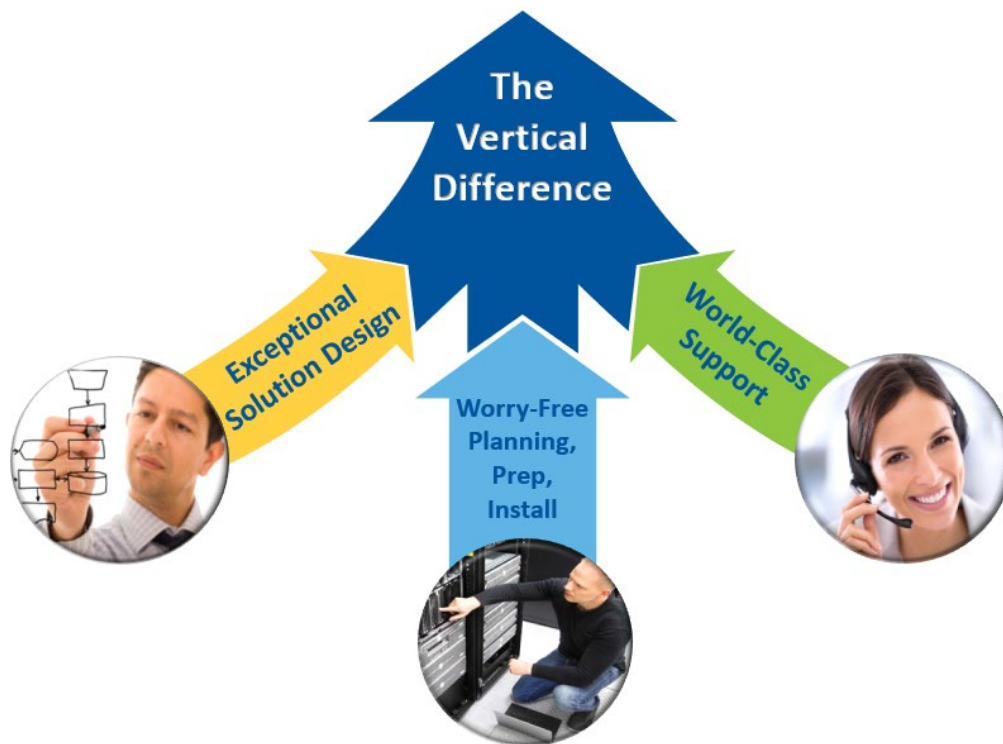 The
Vertical
Difference
Exceptional
Solution Design
Worry-Free
Planning,
Prep,
Install
World-Class
Support